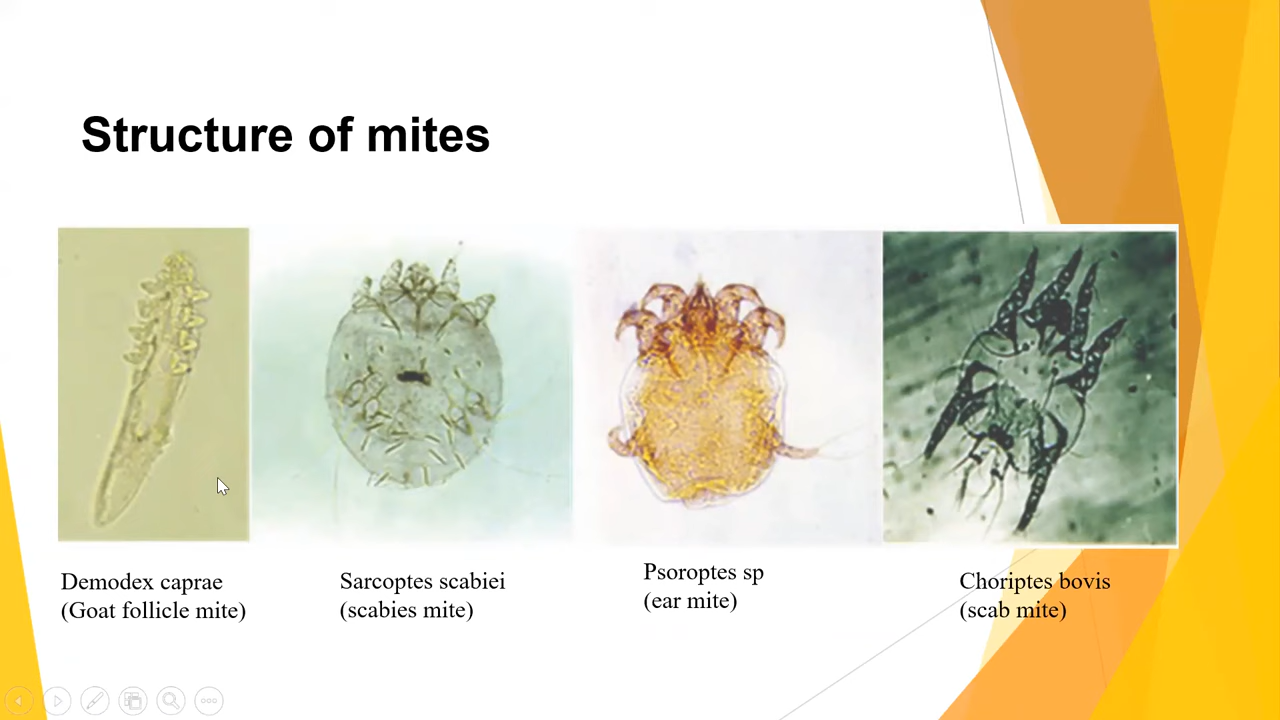 Structure of mites
Demodex caprae
(Goat follicle mite)
Sarcoptes scabiei
(scabies mite)
Psoroptes sp
(ear mite)
Choriptes bovis
(scab mite)